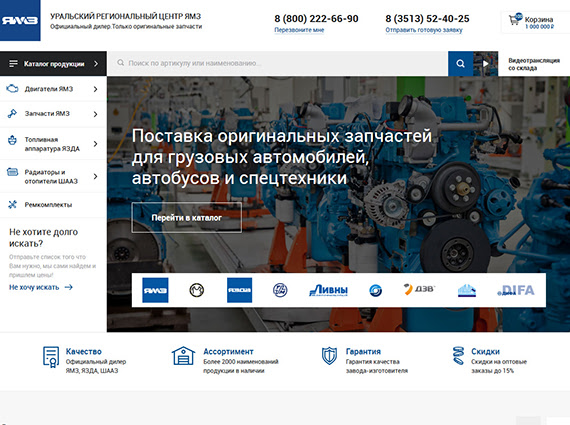 ЯМЗ
УРАЛЬСКИЙ РЕГИОНАЛЬНЫЙ ЦЕНТР ЯМЗ
Официальный дилер. Только оригинальные запчасти
8 (800) 222-66-90
Перезвоните мне
8 (3513) 52-40-25
Отправить готовую заявку
Корзина
1 000 000 ₽
Каталог продукции
Поиск по артикулу или наименованию...
Видеотрансляция
со склада
Двигатели ЯМЗ
Запчасти ЯМЗ
Топливная
аппаратура ЯЗДА
Радиаторы и
отопители ШААЗ
Ремкомплекты
Не хотите долго
искать?
Отправьте список того что
Вам нужно, мы сами найдем и
пришлем цены!
Не хочу искать
Поставка оригинальных запчастей
для грузовых автомобилей,
автобусов и спецтехники
Перейти в каталог
ЯМЗ
Ливны
ДЗВ
DIFA
Качество
Официальный дилер
ЯМЗ, ЯЗДА, ШААЗ
Ассортимент
Более 2000 наименований
продукции в наличии
Гарантия
Гарантия качества
завода-изготовителя
Скидки
Скидки на оптовые
заказы до 15%